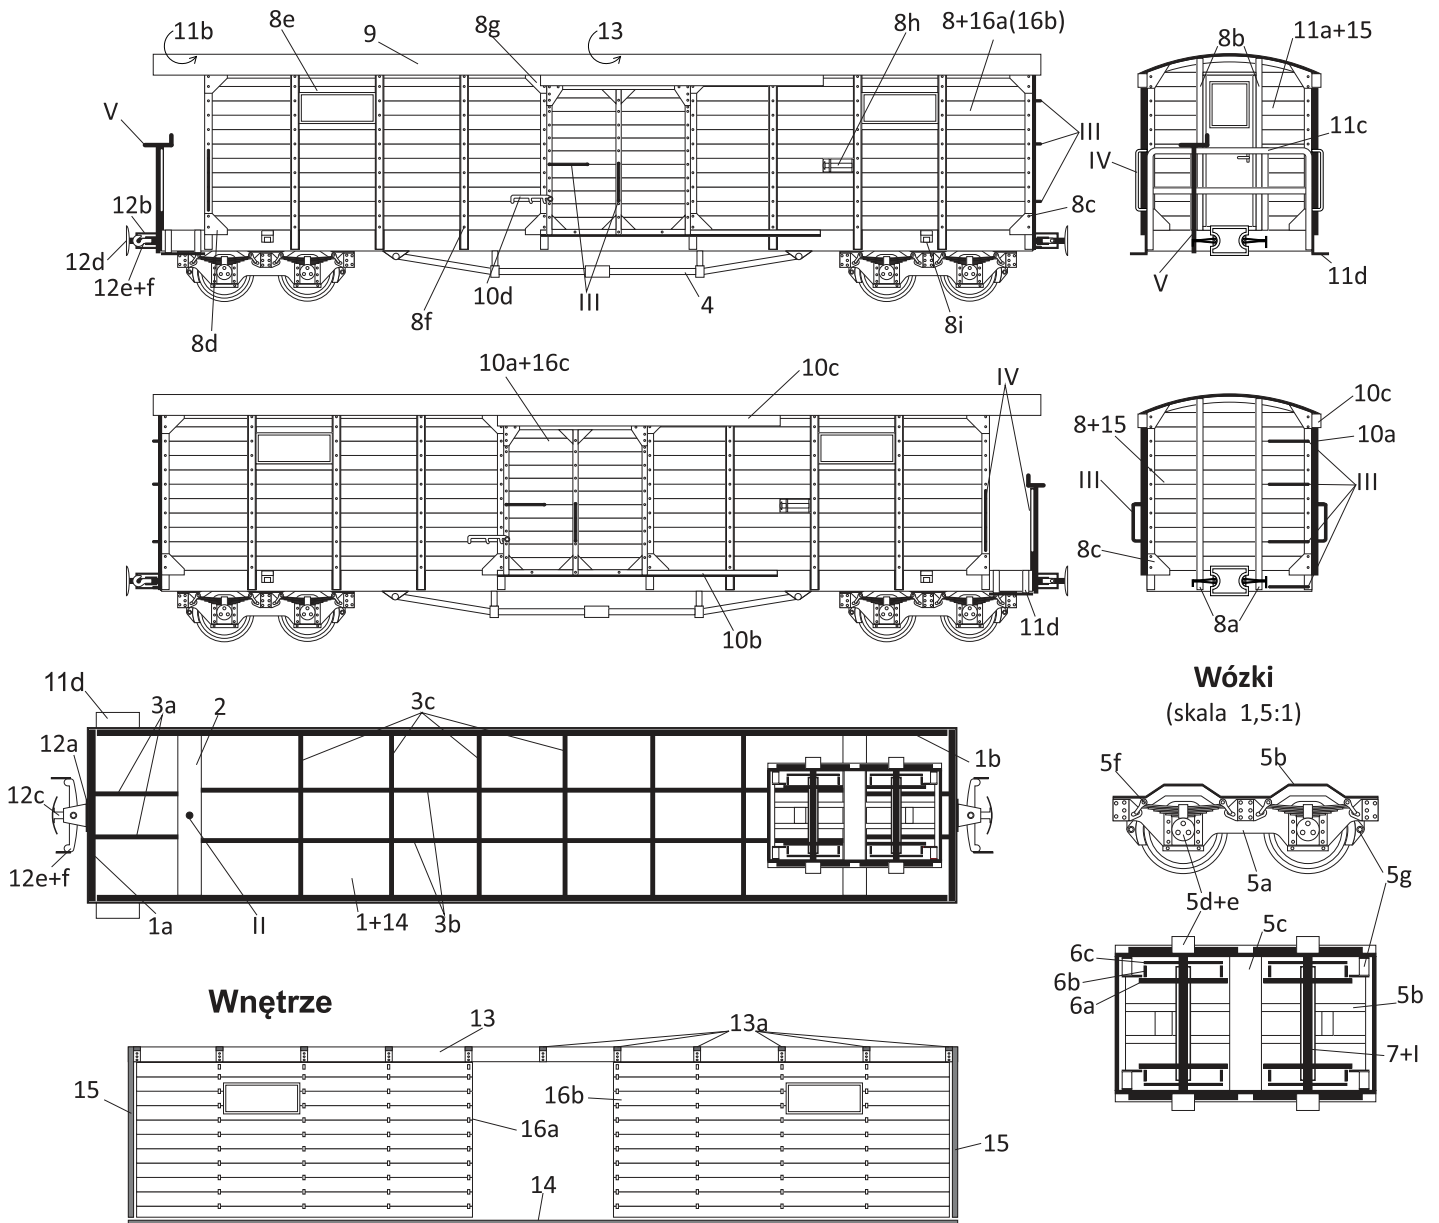 11b
8e
9
8g
13
8h
8+16a(16b)
8b
11a+15
V
III
11c
IV
12b
8c
12d
12e+f
10d
III
4
V
11d
8f
8i
8d
10a+16c
10c
IV
10c
8+15
10a
III
III
8c
10b
11d
8a
11d
3a
2
3c
Wózki
(skala 1,5:1)
12a
1b
5f
5b
12c
12e+f
1a
II
1+14
3b
5d+e
5a
5g
5c
6c
6b
6a
5b
7+I
Wnętrze
13
13a
15
16b
16a
15
14